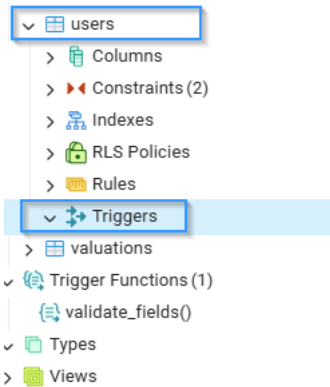 users
Columns
Constraints (2)
Indexes
RLS Policies
Rules
Triggers
valuations
Trigger Functions (1)
validate_fields()
Types
Views